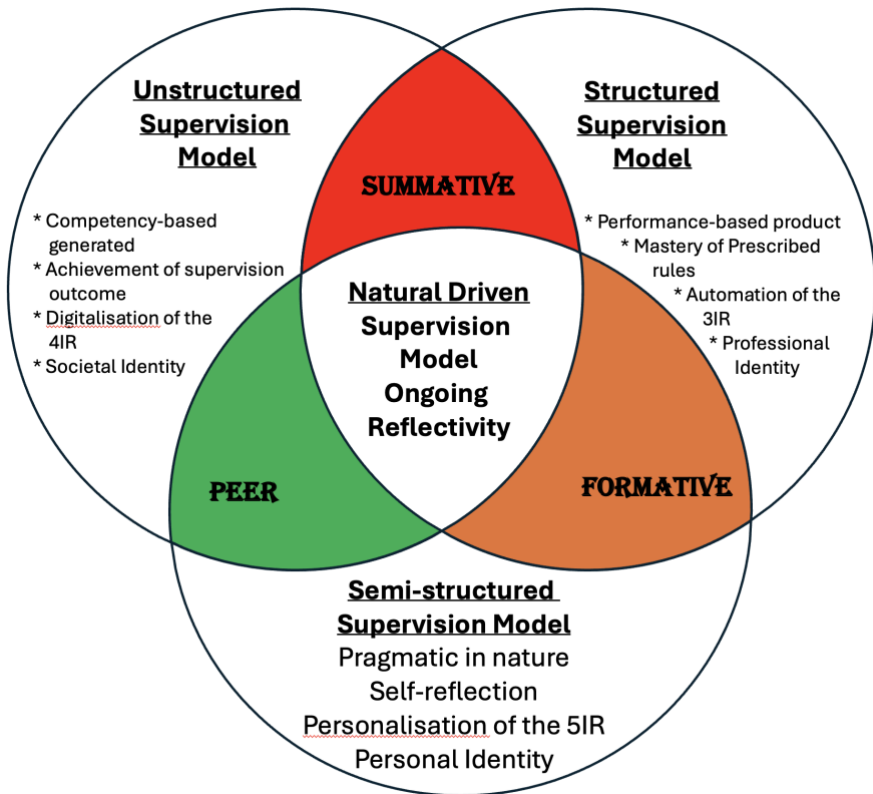 Unstructured
Supervision
Model
* Competency-based
generated
* Achievement of supervision
outcome
* Digitalisation of the
4IR
* Societal Identity
Structured
Supervision
Model
* Performance-based product
* Mastery of Prescribed
rules
* Automation of the
3IR
* Professional
Identity
SUMMATIVE
Natural Driven
Supervision
Model
Ongoing
Reflectivity
PEER
FORMATIVE
Semi-structured
Supervision Model
Pragmatic in nature
Self-reflection
Personalisation of the 5IR
Personal Identity